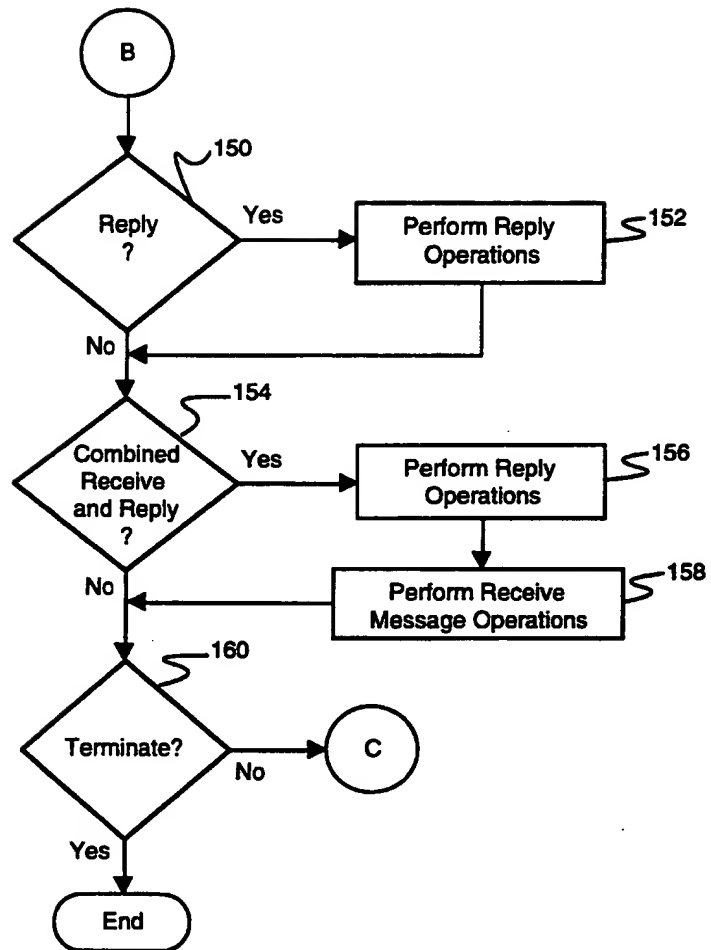 B
150
Reply
?
Yes
Perform Reply
Operations
152
No
154
Combined
Receive
and Reply
?
Yes
Perform Reply
Operations
156
No
Perform Receive
Message Operations
158
160
Terminate?
No
C
Yes
End